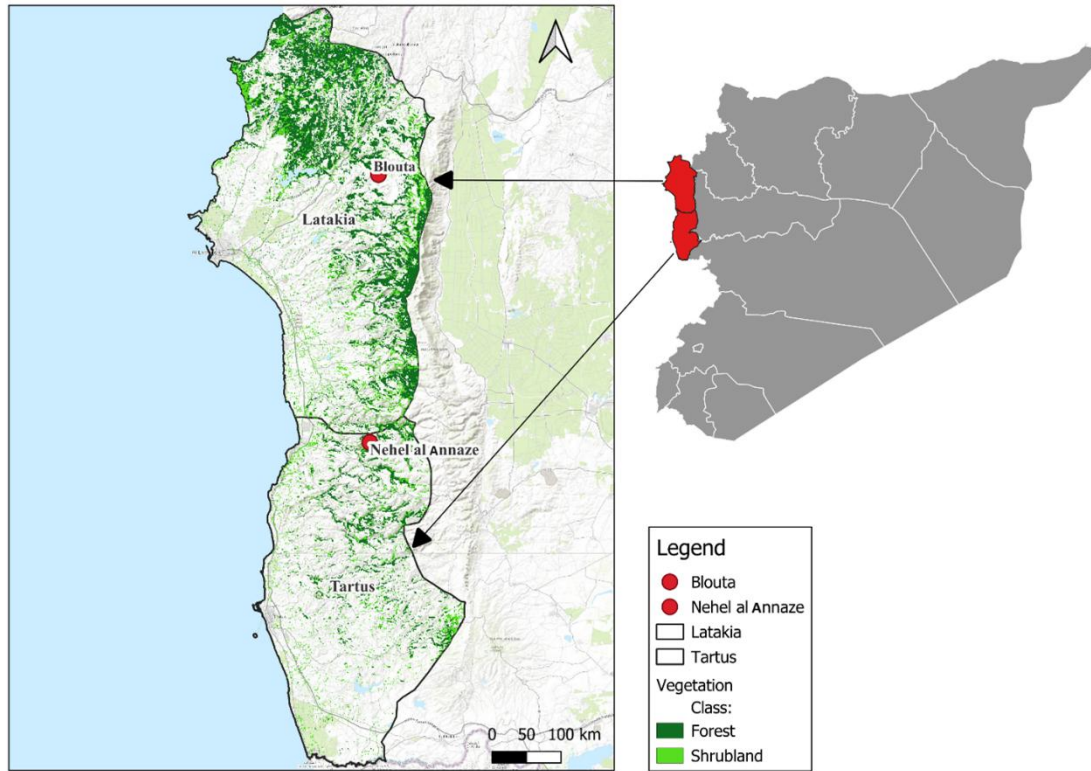 Blouta
Latakia
Nehel al Annaze
Tartus
0 50 100 km
Legend
Blouta
Nehel al Annaze
Latakia
Tartus
Vegetation
Class:
Forest
Shrubland